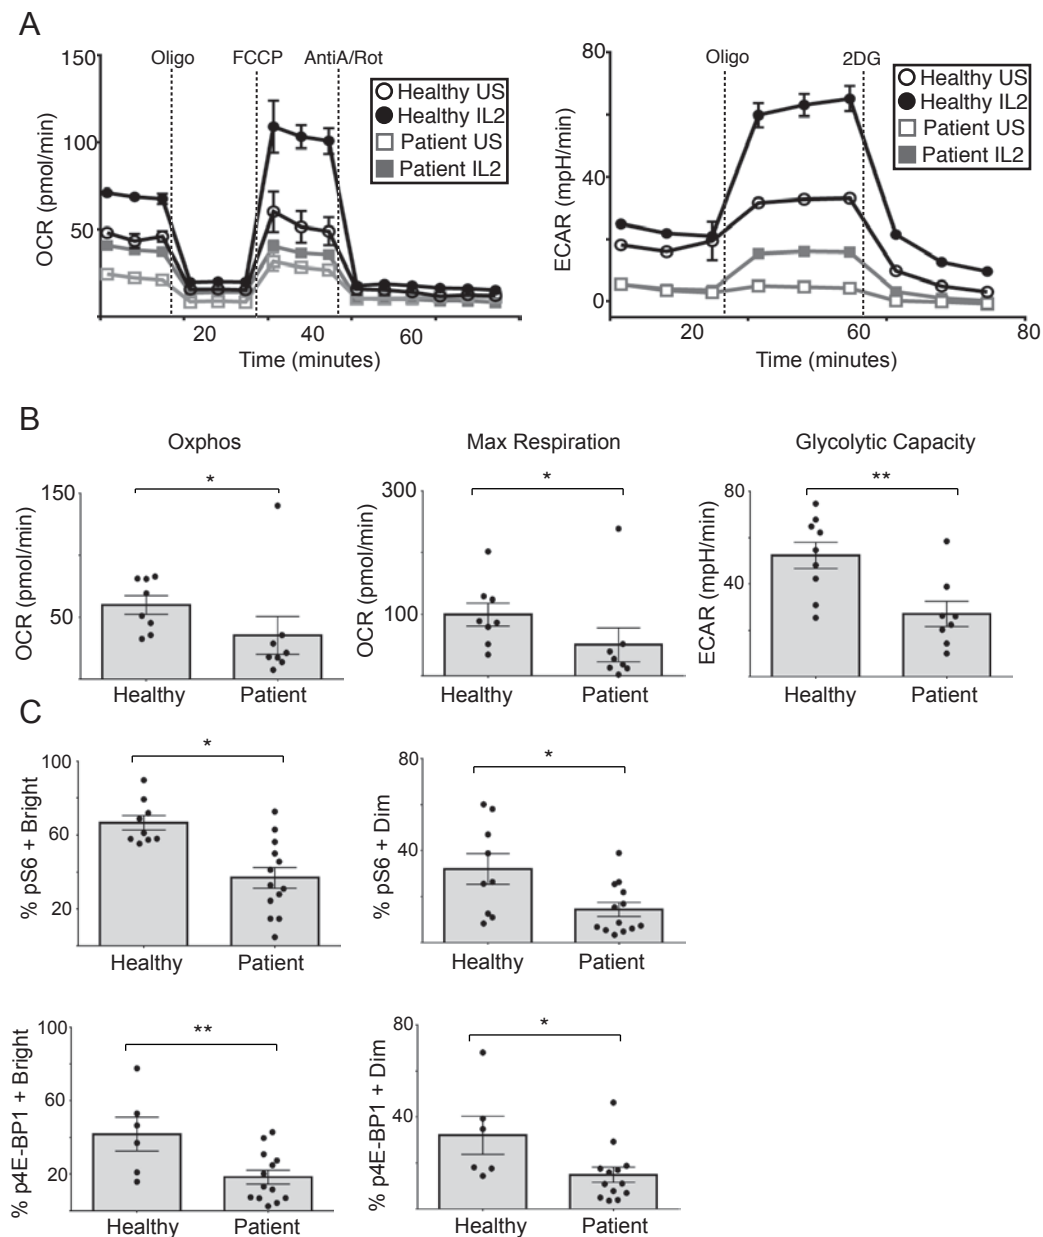 A
150
100
50
OCR (pmol/min)
Oligo
FCCP
AntiA/Rot
Healthy US
Healthy IL2
Patient US
Patient IL2
20
40
60
Time (minutes)
80
40
0
ECAR (mpH/min)
Oligo
2DG
Healthy US
Healthy IL2
Patient US
Patient IL2
20
60
80
Time (minutes)
B
Oxphos
*
150
50
OCR (pmol/min)
Healthy
Patient
Max Respiration
*
300
100
OCR (pmol/min)
Healthy
Patient
Glycolytic Capacity
**
80
40
ECAR (mpH/min)
Healthy
Patient
C
*
100
60
20
% pS6 + Bright
Healthy
Patient
*
80
40
% pS6 + Dim
Healthy
Patient
**
100
60
20
% p4E-BP1 + Bright
Healthy
Patient
*
80
40
% p4E-BP1 + Dim
Healthy
Patient